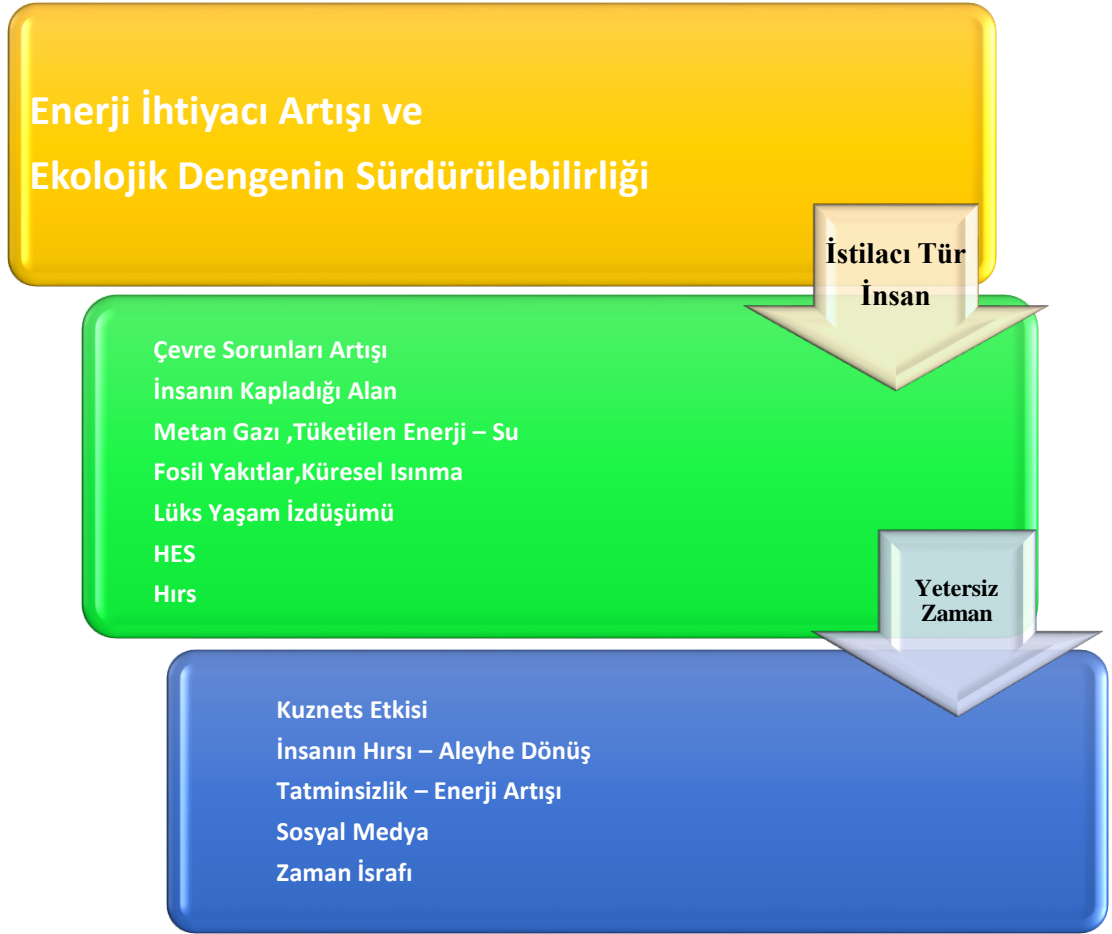 Enerji İhtiyacı Artışı ve
Ekolojik Dengenin Sürdürülebilirliği
İstilacı Tür
İnsan
Çevre Sorunları Artışı
İnsanın Kapladığı Alan
Metan Gazı ,Tüketilen Enerji – Su
Fosil Yakıtlar,Küresel Isınma
Lüks Yaşam İzdüşümü
HES
Hırs
Yetersiz
Zaman
Kuznets Etkisi
İnsanın Hırsı – Aleyhe Dönüş
Tatminsizlik – Enerji Artışı
Sosyal Medya
Zaman İsrafı